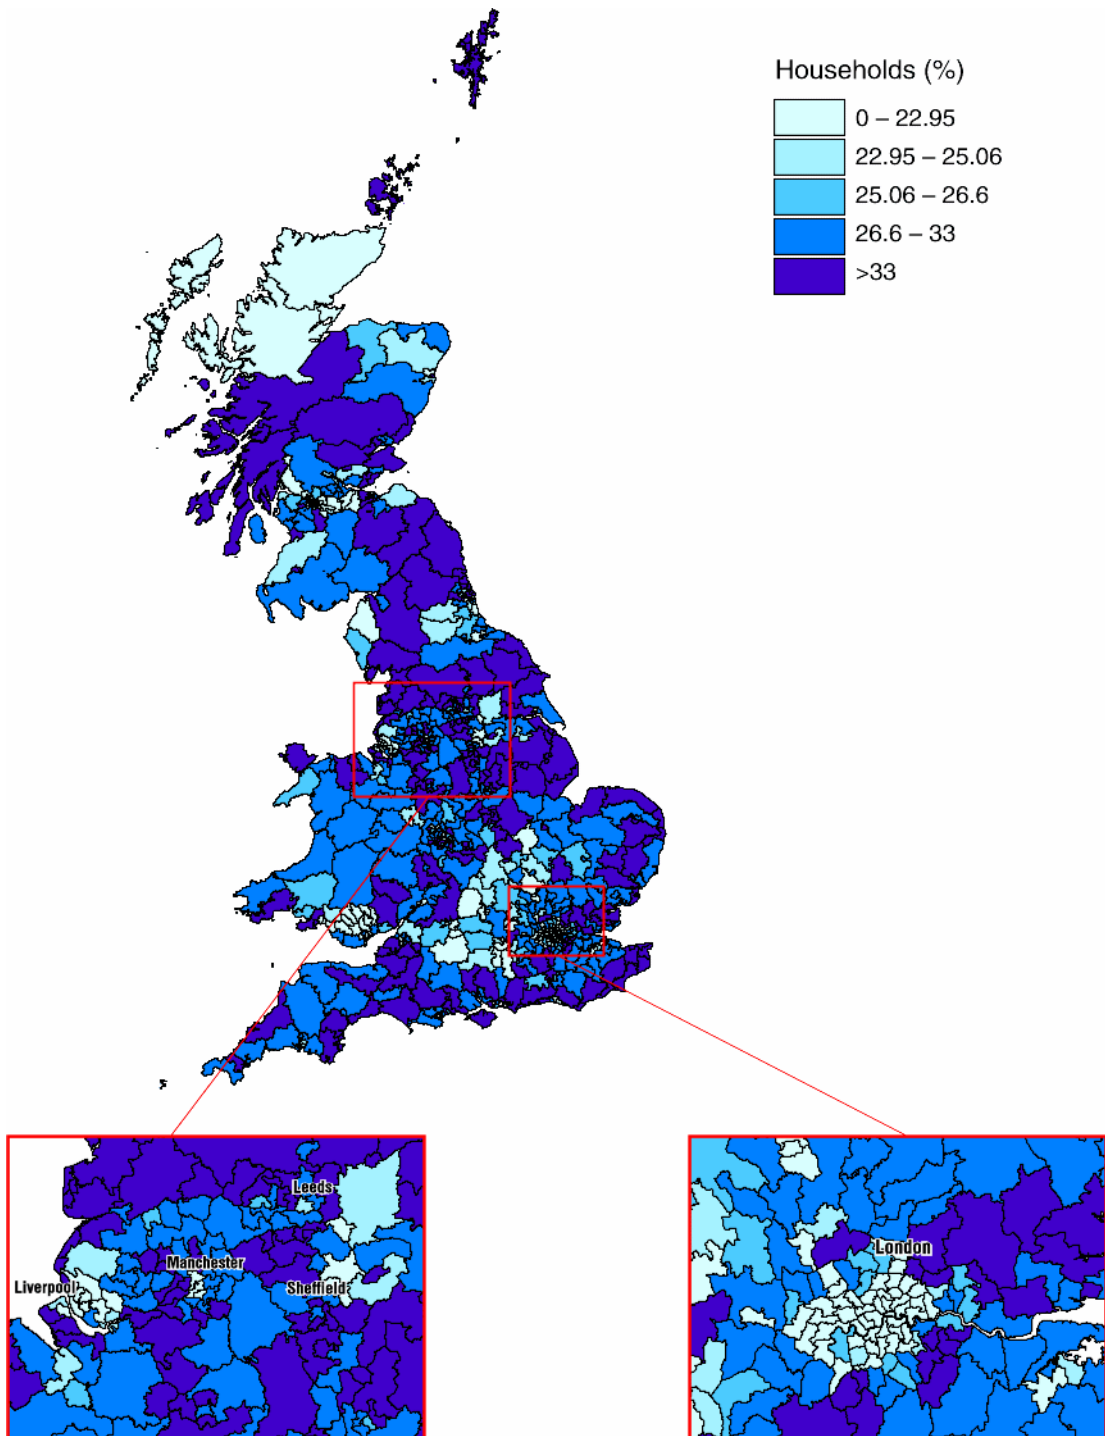 Households (%)
0 – 22.95
22.95 – 25.06
25.06 – 26.6
26.6 – 33
>33
Leeds
Manchester
Liverpool
Sheffield
London